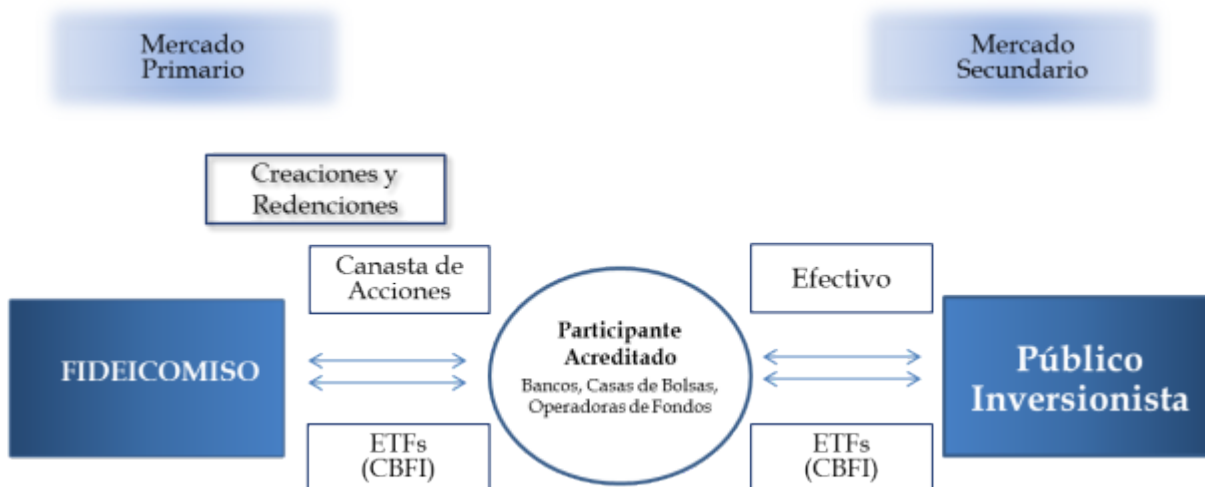 Mercado
Primario
Mercado
Secundario
Creaciones y
Redenciones
Canasta de
Acciones
Efectivo
FIDEICOMISO
Participante
Acreditado
Bancos, Casas de Bolsas,
Operadoras de Fondos
Público
Inversionista
ETFs
(CBFI)
ETFs
(CBFI)